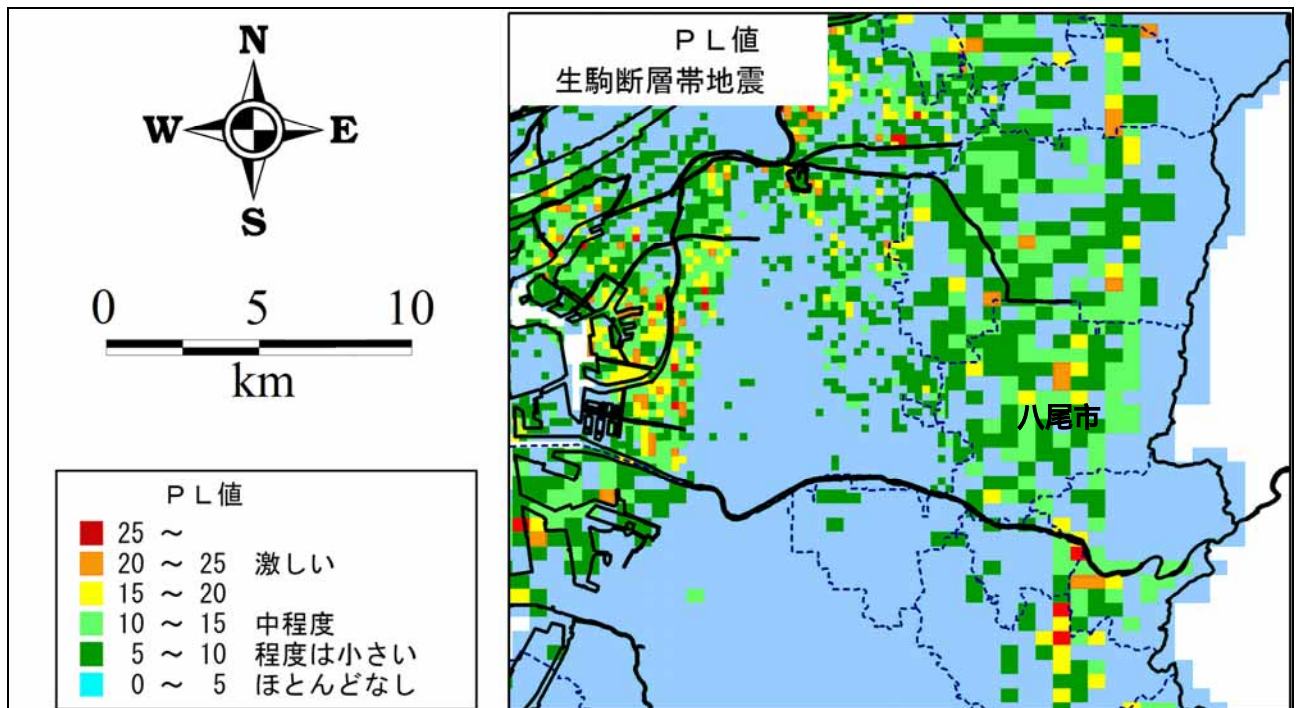 N
W E
S
0 5 10
km
ＰＬ値
25 ～
20 ～ 25 激しい
15 ～ 20
10 ～ 15 中程度
5 ～ 10 程度は小さい
0 ～ 5 ほとんどなし
ＰＬ値
生駒断層帯地震
八尾市